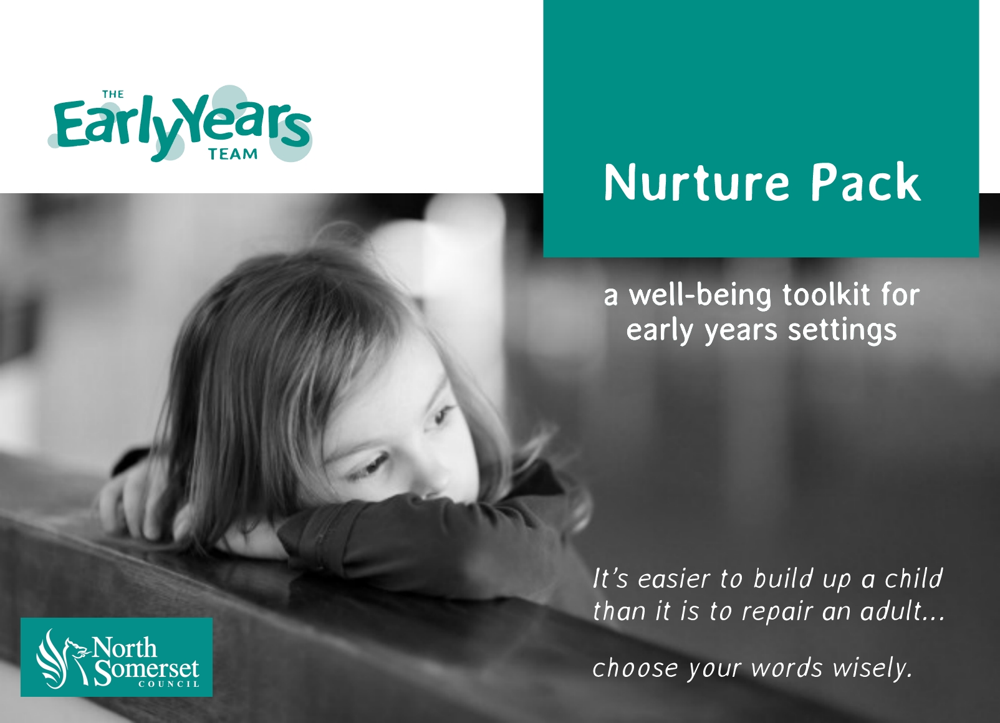 THE
EarlyYears
TEAM
Nurture Pack
a well-being toolkit for
early years settings
It’s easier to build up a child
than it is to repair an adult...
choose your words wisely.
North
Somerset
COUNCIL